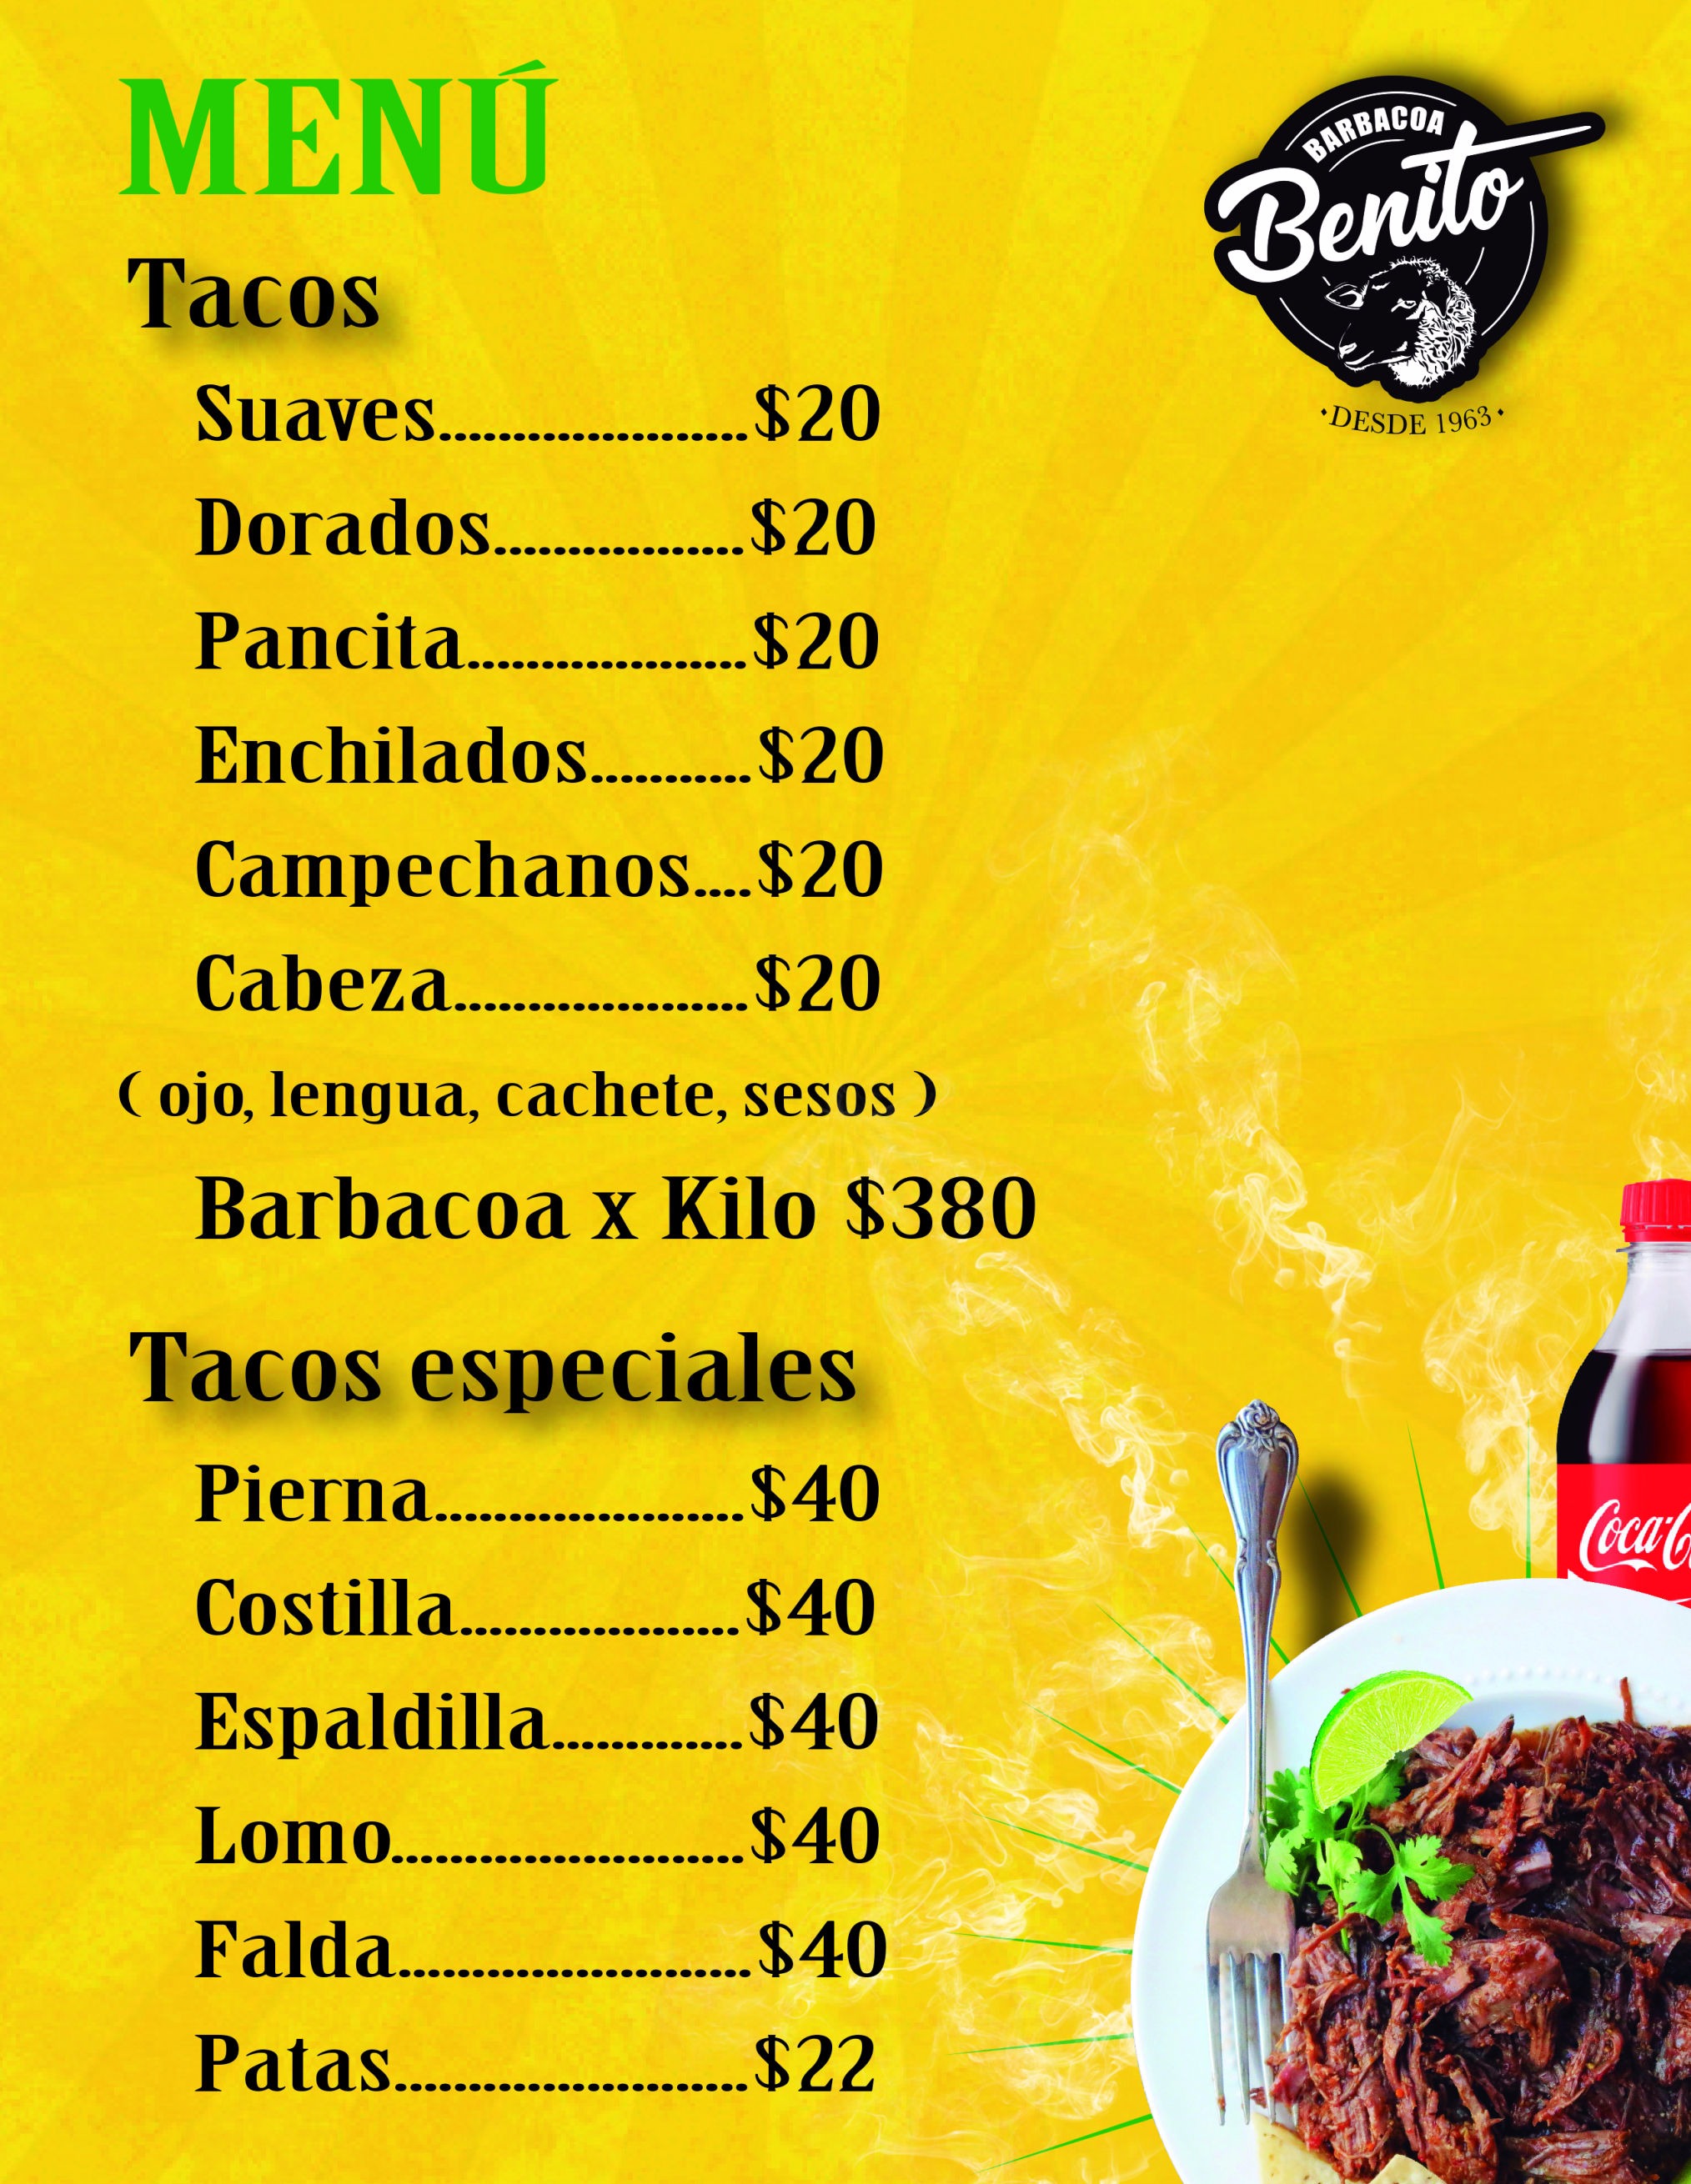 MENÚ
BARBACOA
Benito
•DESDE 1963•
Tacos
Suaves.....................$20
Dorados.................$20
Pancita...................$20
Enchilados...........$20
Campechanos....$20
Cabeza....................$20
( ojo, lengua, cachete, sesos )
Barbacoa x Kilo $380
Tacos especiales
Pierna.....................$40
Costilla...................$40
Espaldilla.............$40
Lomo........................$40
Falda........................$40
Patas........................$22
Coca-C